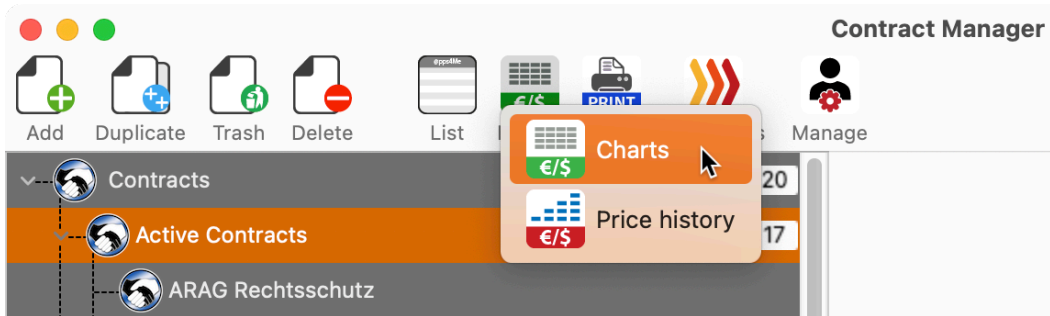 Contract Manager
@pps4Me
€/$
PRINT
Add
Duplicate
Trash
Delete
List
Manage
€/$
Charts
Contracts
20
€/$
Price history
Active Contracts
17
ARAG Rechtsschutz